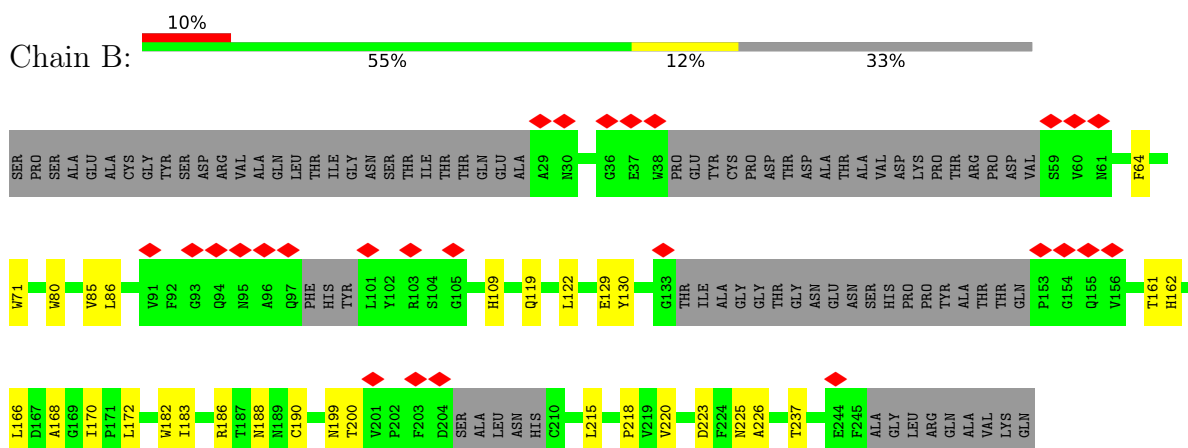 10%
Chain B:
55% 12% 33%
SER PRO SER ALA GLU ALA CYS GLY TYR SER ASP ARG VAL ALA GLN LEU THR ILE GLY ASN SER THR ILE THR THR GLN GLU ALA A29 N30 G36 E37 W38 PRO GLU TYR CYS PRO ASP THR ASP ALA THR ALA VAL ASP LYS PRO THR ARG PRO ASP VAL S59 V60 N61 F64
W71 W80 V85 L86 V91 F92 G93 Q94 N95 A96 Q97 PHE HIS TYR L101 Y102 R103 S104 G105 H109 Q119 L122 E129 Y130 G133 THR ILE ALA GLY GLY THR GLY ASN GLU ASN SER HIS PRO PRO TYR ALA THR THR GLN P153 G154 Q155 V156 T161 H162
L166 D167 A168 G169 I170 P171 L172 W182 I183 R186 T187 N188 N189 C190 N199 T200 V201 P202 F203 D204 SER ALA LEU ASN HIS C210 L215 P218 V219 V220 D223 F224 N225 A226 T237 E244 F245 ALA GLY LEU ARG GLN ALA VAL LYS GLN